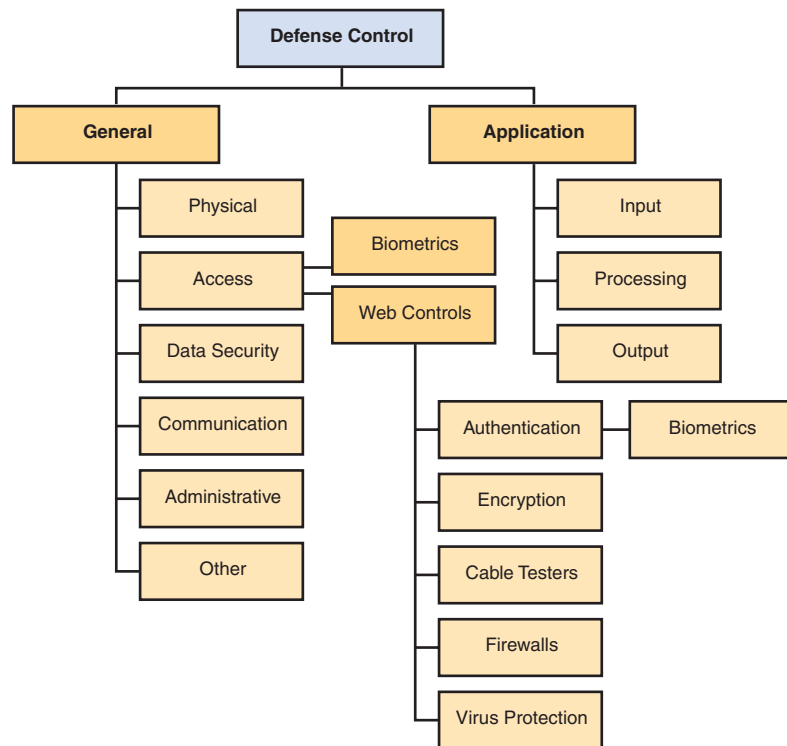 Defense Control
General
Application
Physical
Input
Biometrics
Access
Processing
Web Controls
Data Security
Output
Communication
Authentication
Biometrics
Administrative
Encryption
Other
Cable Testers
Firewalls
Virus Protection